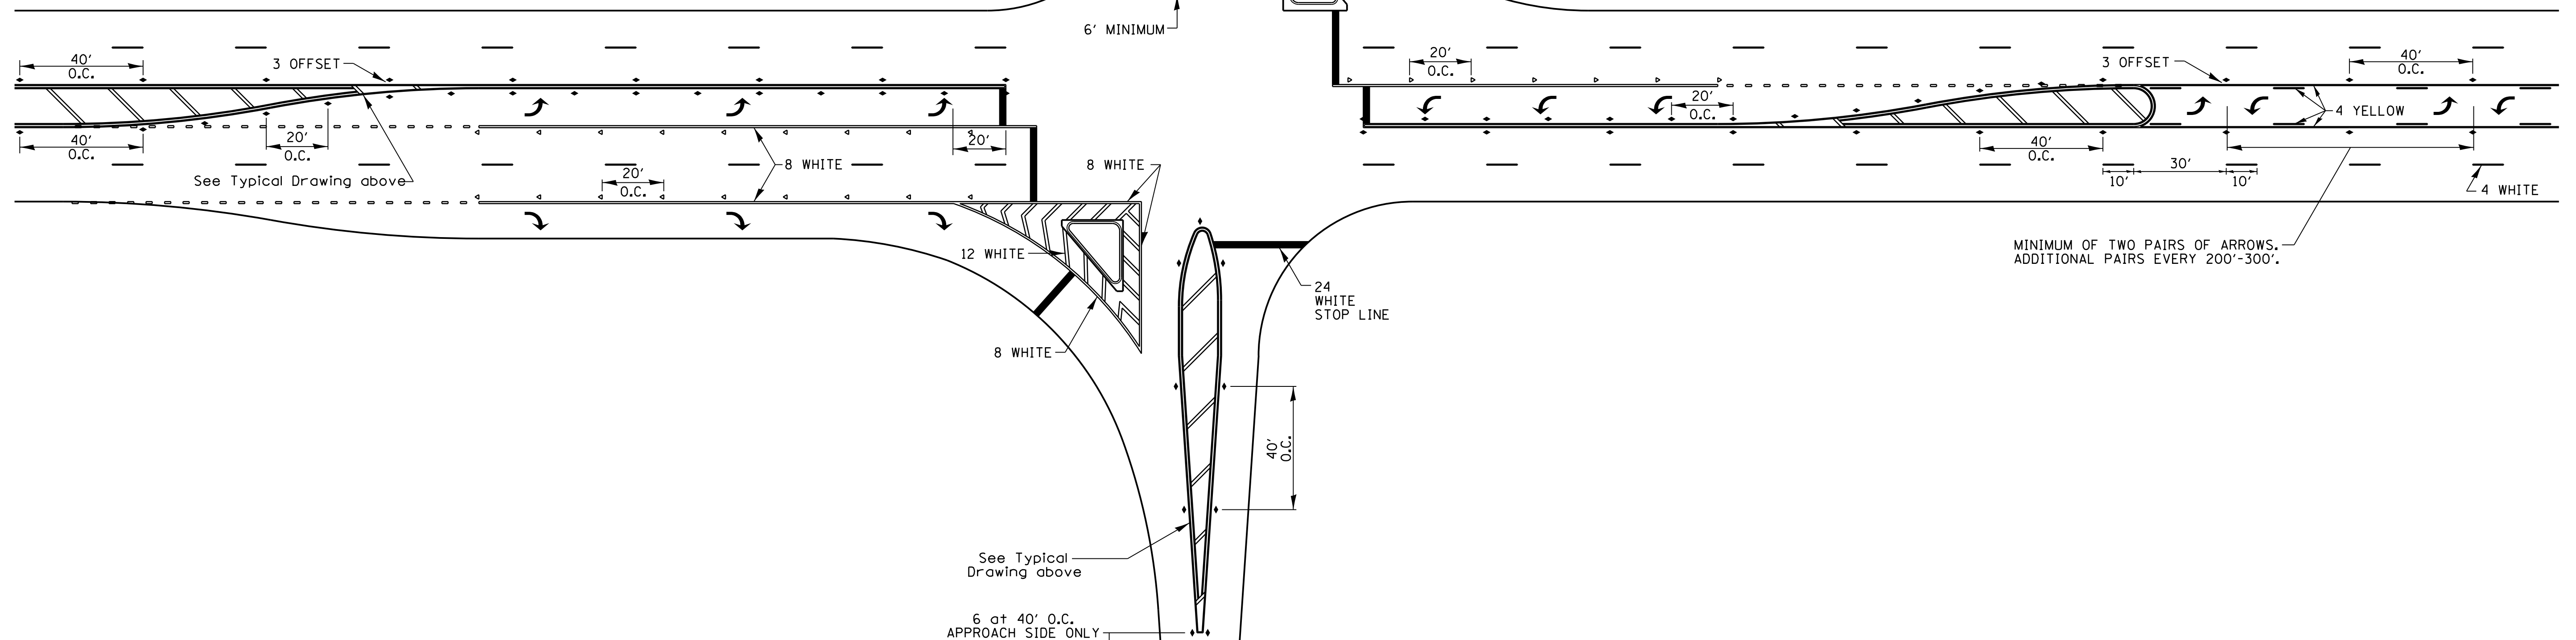 6' MINIMUM
40'
O.C.
3 OFFSET
20'
O.C.
3 OFFSET
40'
O.C.
20'
O.C.
4 YELLOW
40'
O.C.
20'
O.C.
20'
8 WHITE
8 WHITE
40'
O.C.
30'
10'
10'
See Typical Drawing above
20'
O.C.
4 WHITE
12 WHITE
MINIMUM OF TWO PAIRS OF ARROWS.
ADDITIONAL PAIRS EVERY 200'-300'.
24
WHITE
STOP LINE
8 WHITE
40'
O.C.
See Typical
Drawing above
6 at 40' O.C.
APPROACH SIDE ONLY